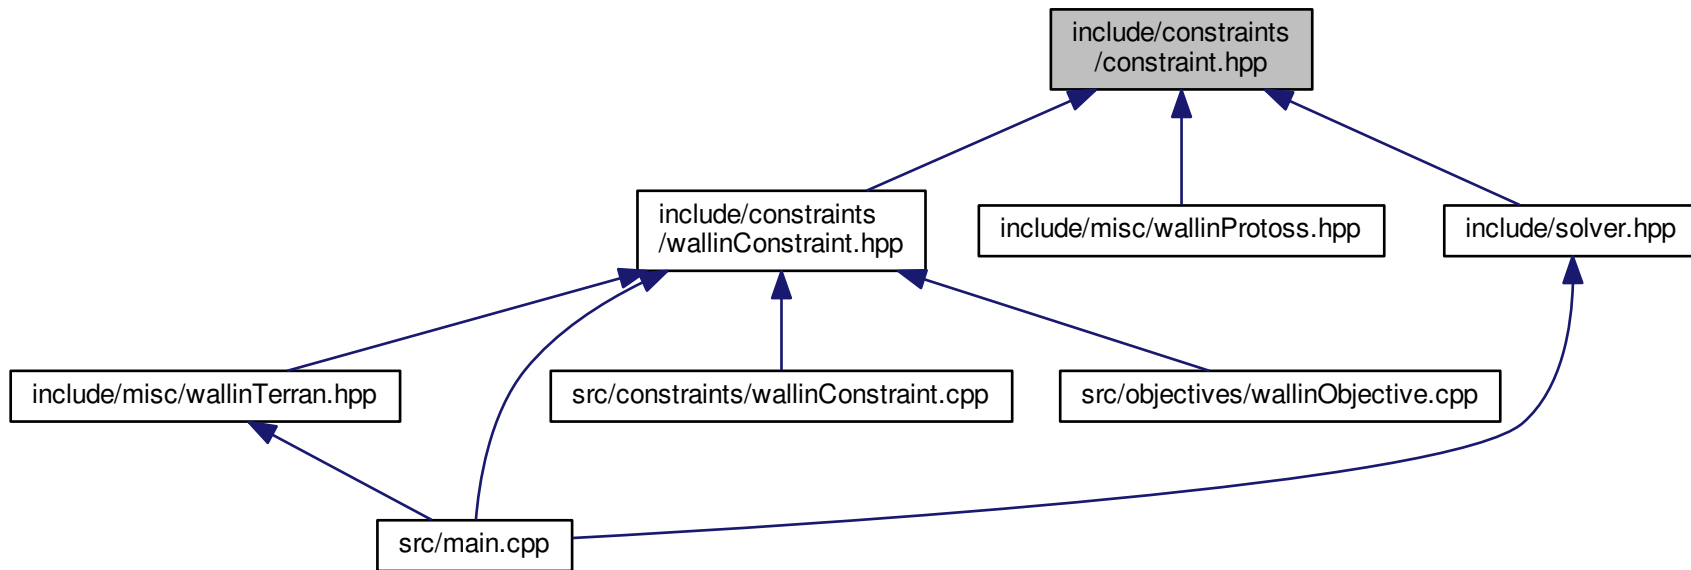 include/constraints
/constraint.hpp
include/constraints
/wallinConstraint.hpp
include/misc/wallinProtoss.hpp
include/solver.hpp
include/misc/wallinTerran.hpp
src/constraints/wallinConstraint.cpp
src/objectives/wallinObjective.cpp
src/main.cpp